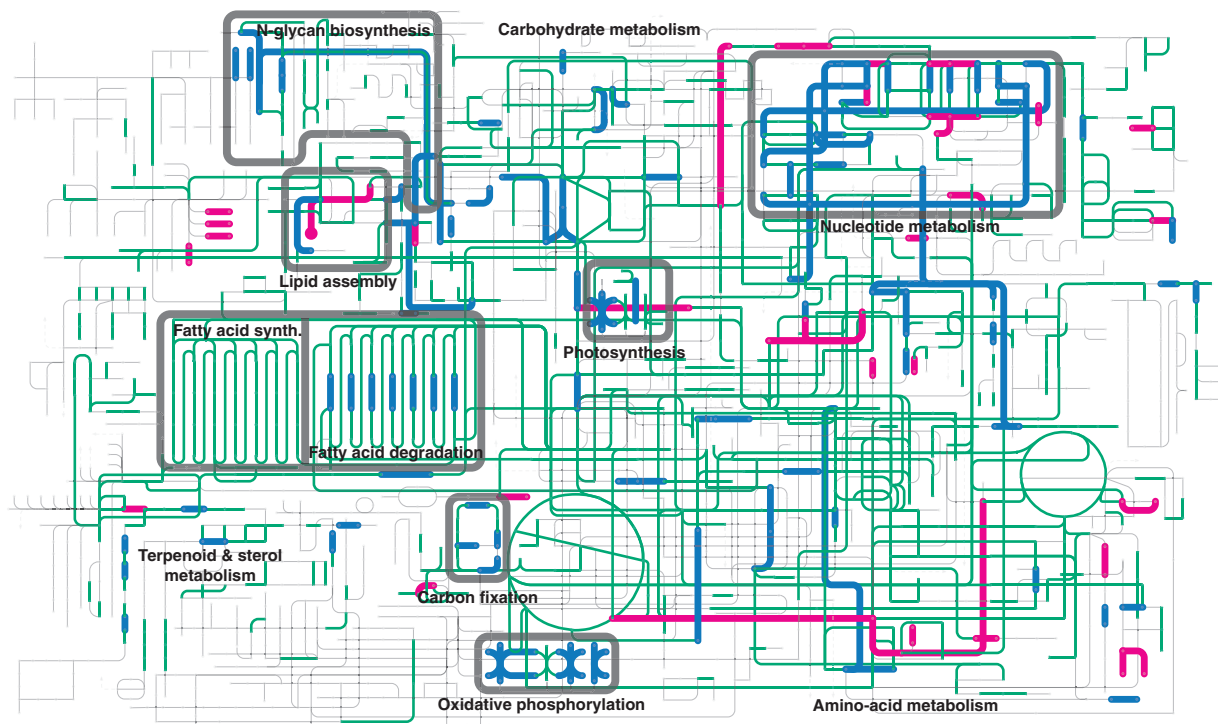 N-glycan biosynthesis
Carbohydrate metabolism
Nucleotide metabolism
Lipid assembly
Fatty acid synth.
Photosynthesis
Fatty acid degradation
Terpenoid & sterol
metabolism
Carbon fixation
Oxidative phosphorylation
Amino-acid metabolism